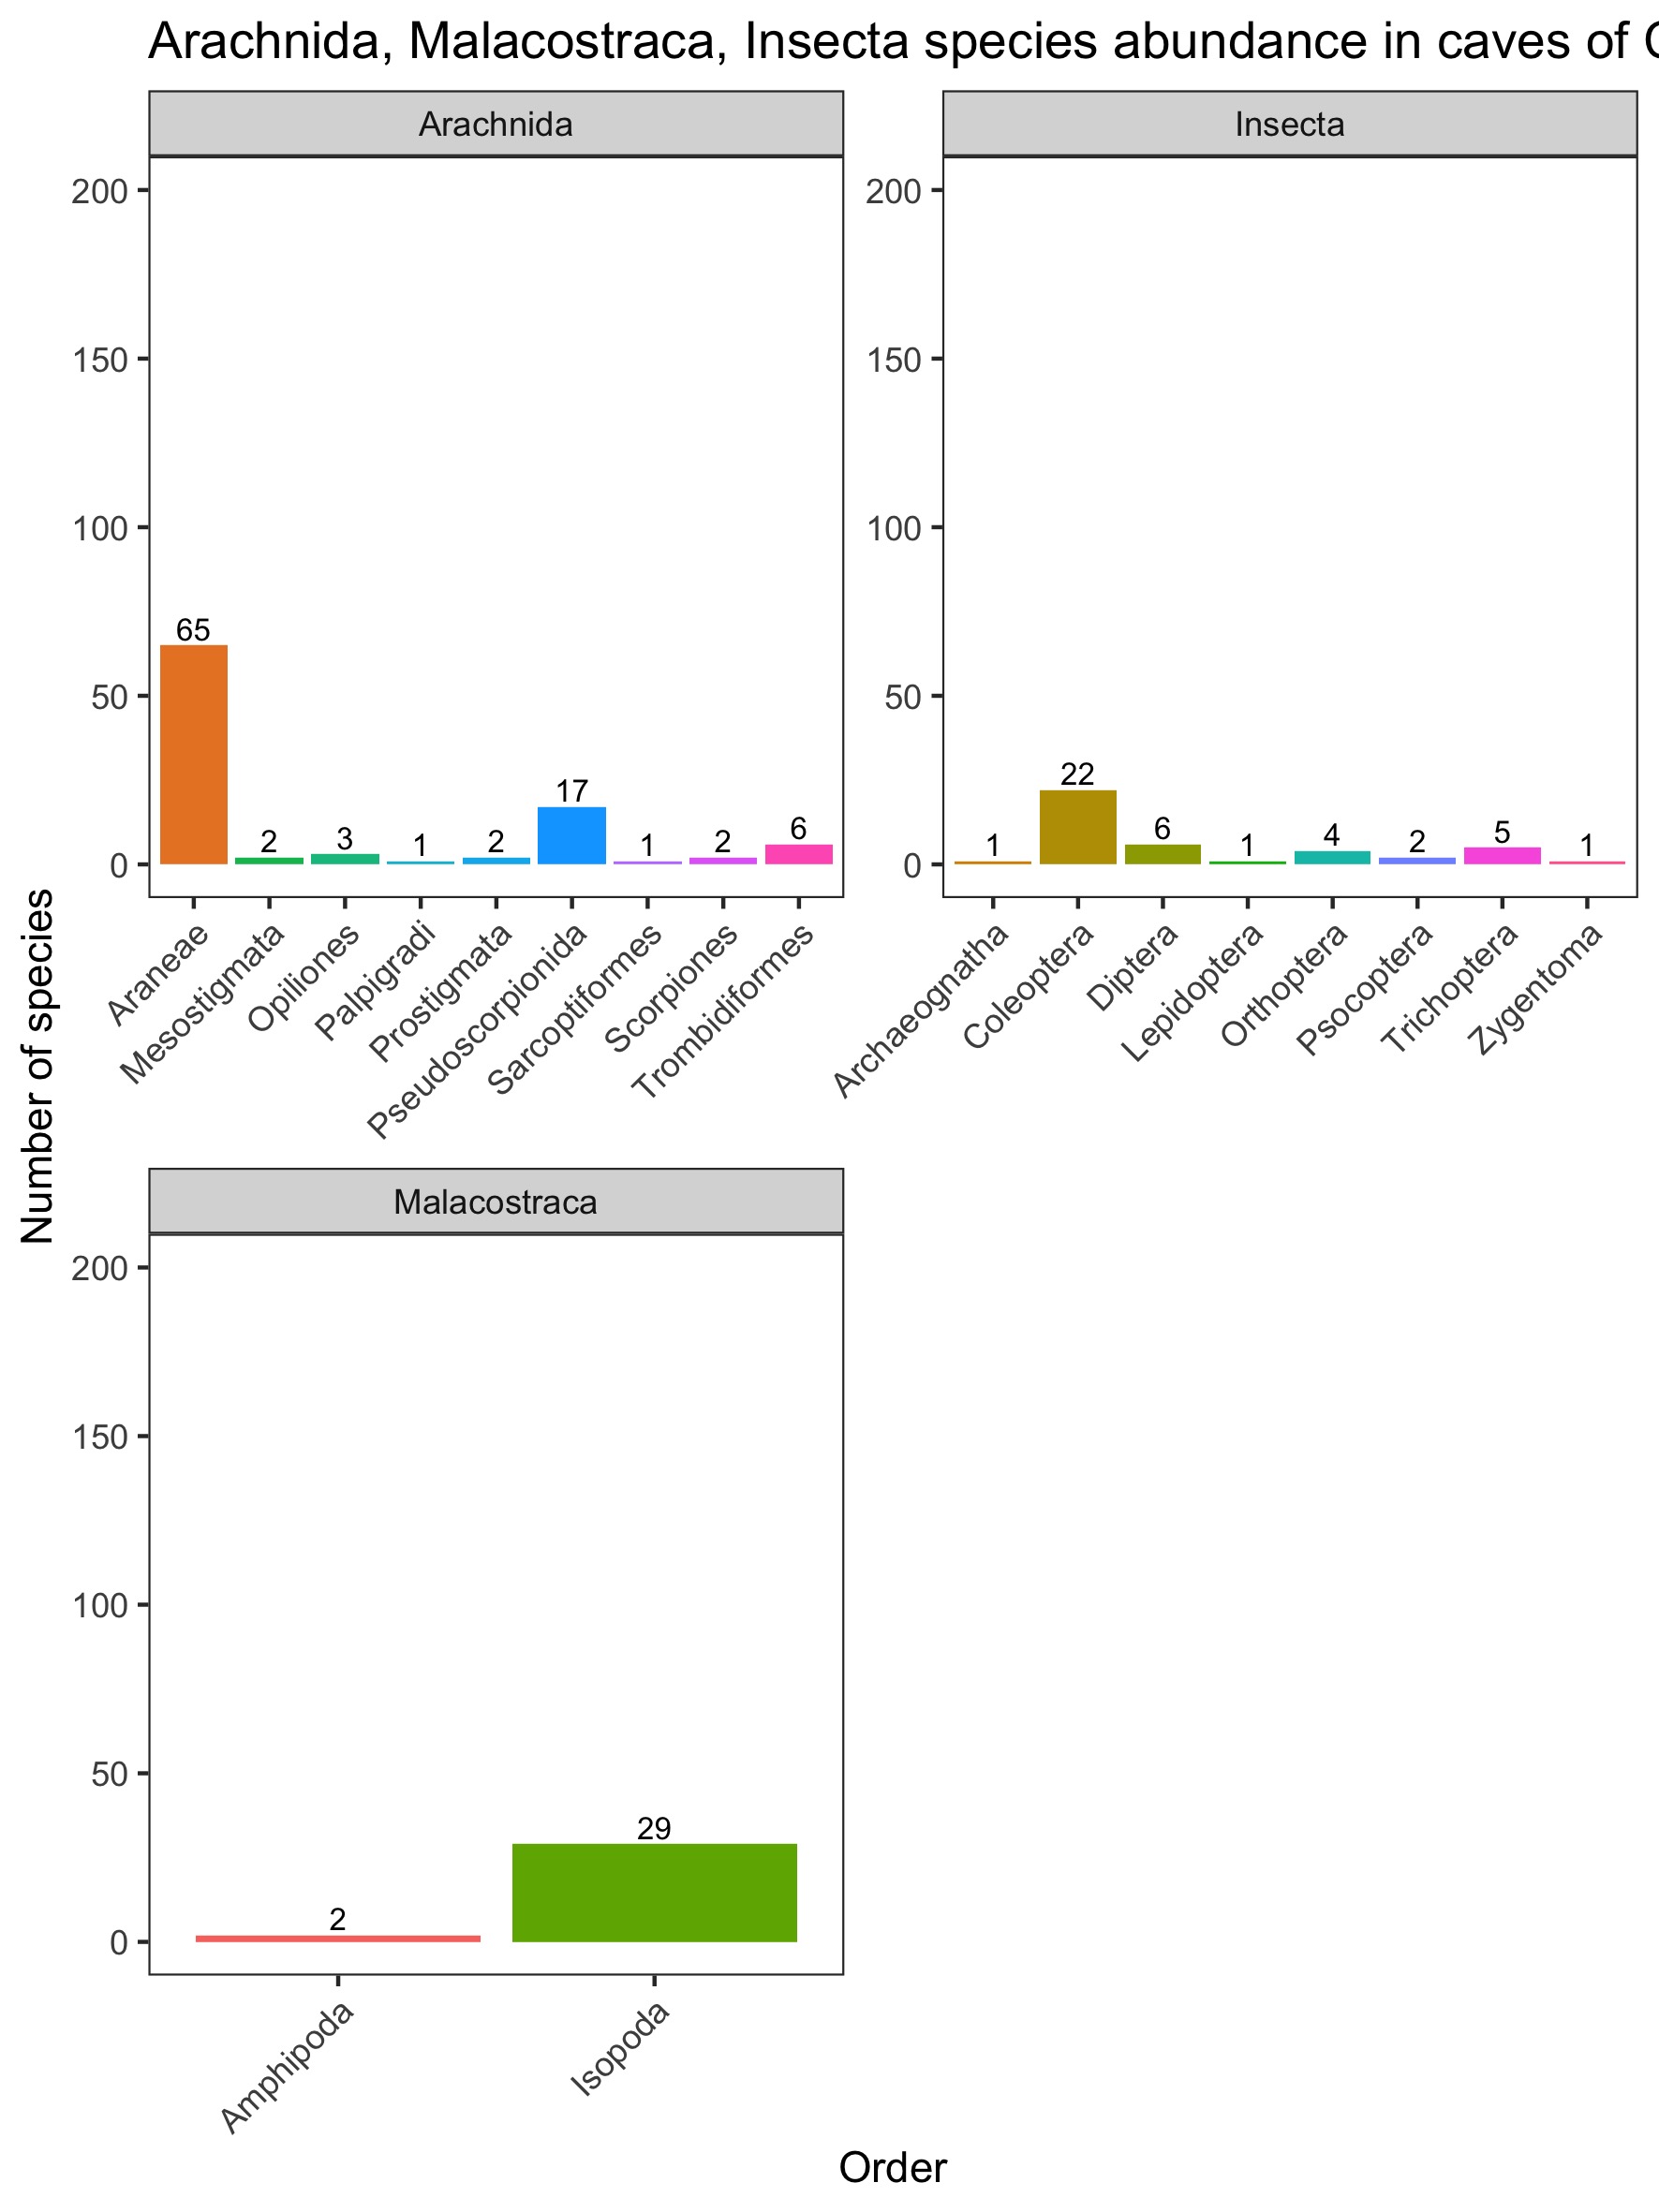 Arachnida, Malacostraca, Insecta species abundance in caves of
Arachnida
200
150
100
50
0
65
2
3
1
2
17
1
2
6
Araneae
Mesostigmata
Opiliones
Palpigradi
Prostigmata
Pseudoscorpionida
Sarcoptiformes
Scorpiones
Trombidiformes
Insecta
200
150
100
50
0
1
22
6
1
4
2
5
1
Archaeognatha
Coleoptera
Diptera
Lepidoptera
Orthoptera
Psocoptera
Trichoptera
Zygentoma
Number of species
Malacostraca
200
150
100
50
0
2
29
Amphipoda
Isopoda
Order